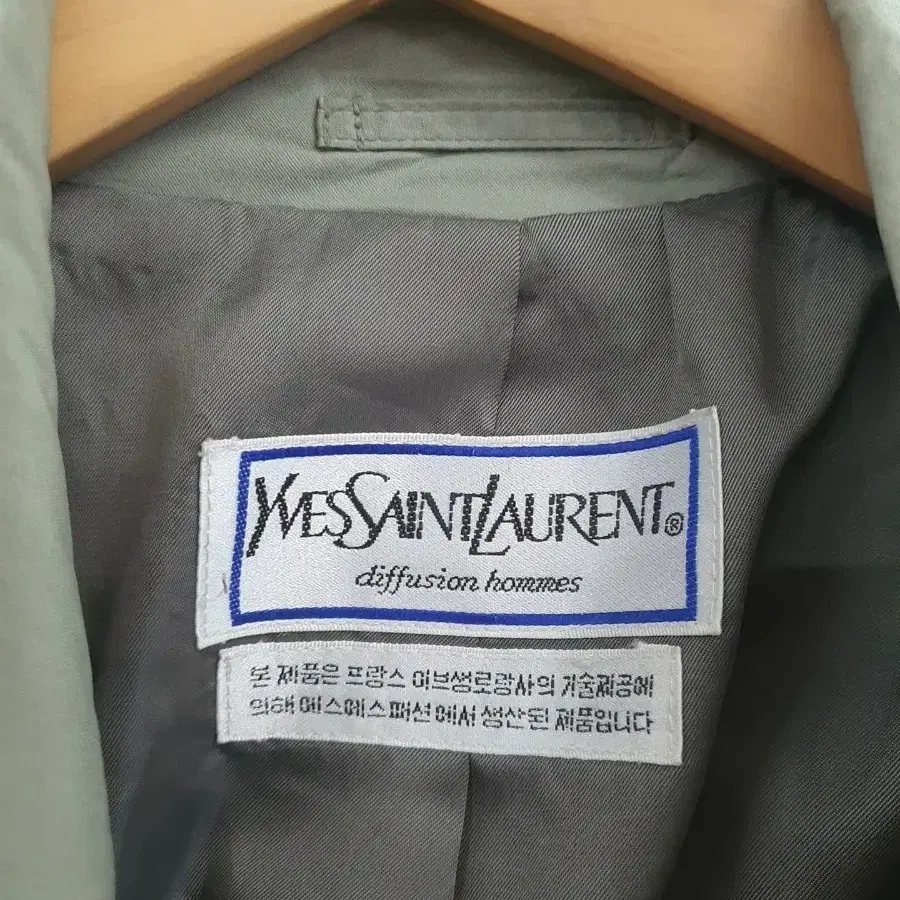 YVESSAINTLAURENT®
diffusion hommes
본 제품은 프랑스 이브생로랑사의 기술제공에
의해 에스에스패션에서 생산된 제품입니다